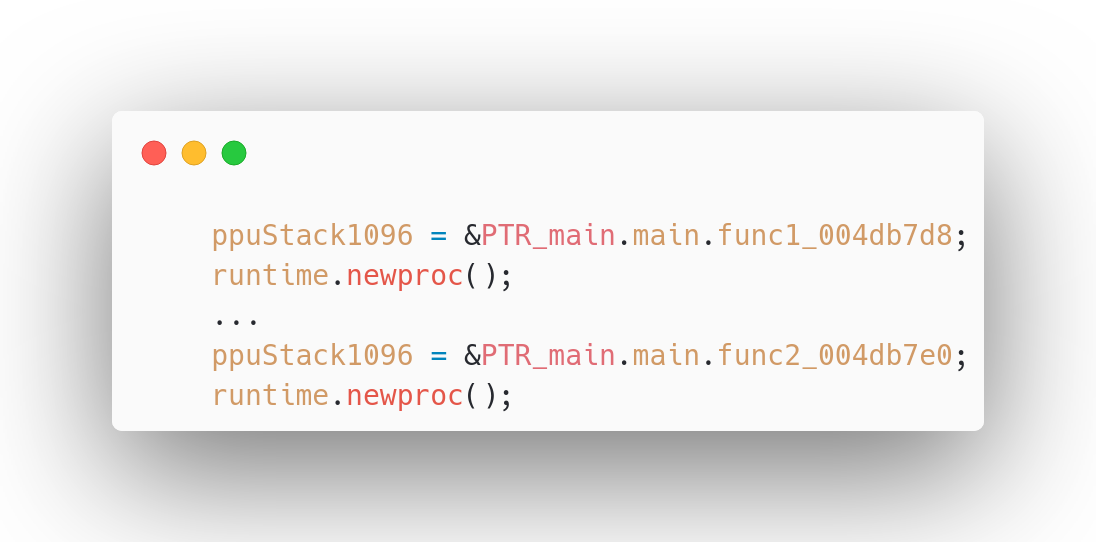 ppuStack1096 = &PTR_main.main.func1_004db7d8;
runtime.newproc();
...
ppuStack1096 = &PTR_main.main.func2_004db7e0;
runtime.newproc();